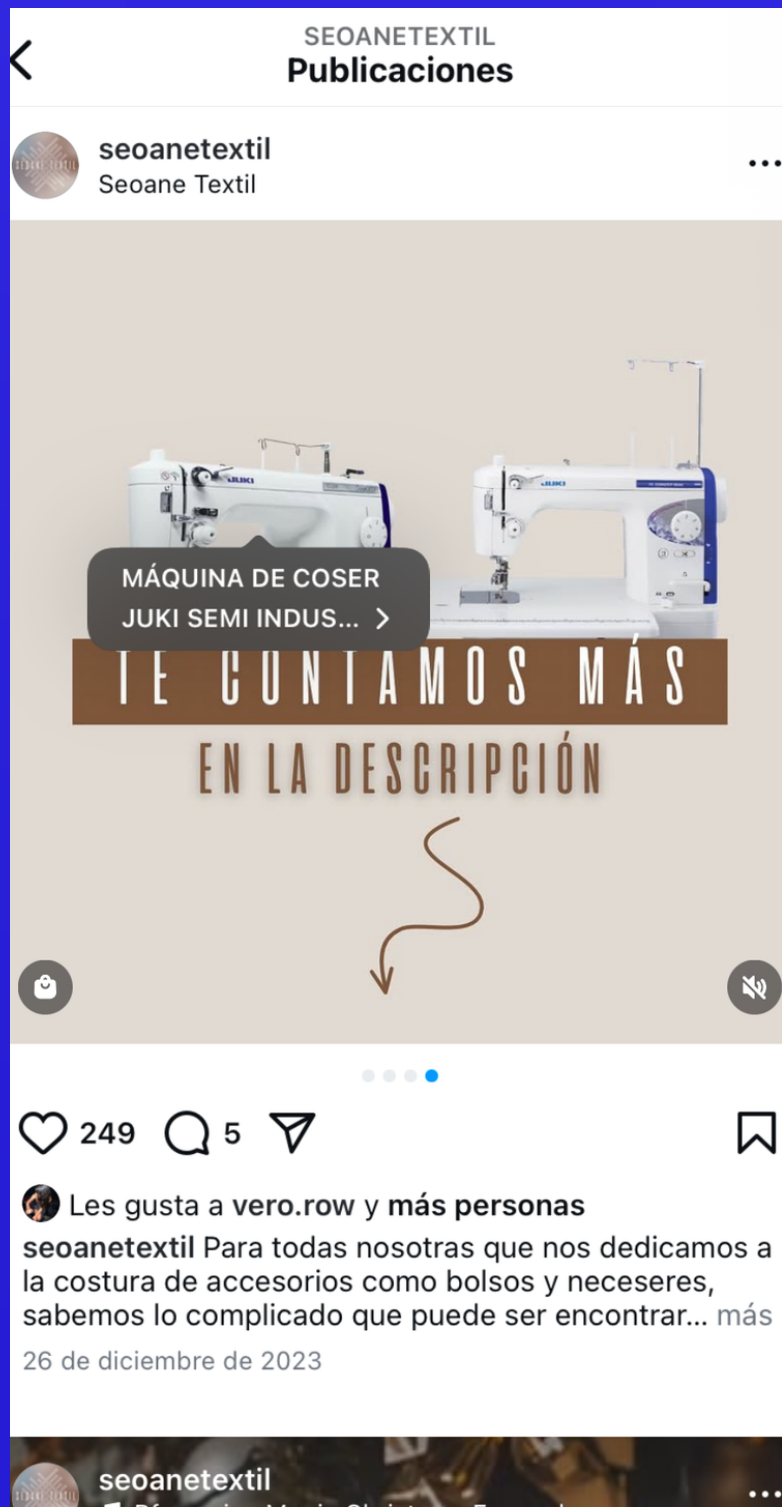 SEOANETEXTIL
Publicaciones
seoanetextil
Seoane Textil
JUKI
JUKI
MÁQUINA DE COSER
JUKI SEMI INDUS...
TE CONTAMOS MÁS
EN LA DESCRIPCIÓN
249 5
Les gusta a vero.row y más personas
seoanetextil Para todas nosotras que nos dedicamos a
la costura de accesorios como bolsos y neceseres,
sabemos lo complicado que puede ser encontrar... más
26 de diciembre de 2023
seoanetextil